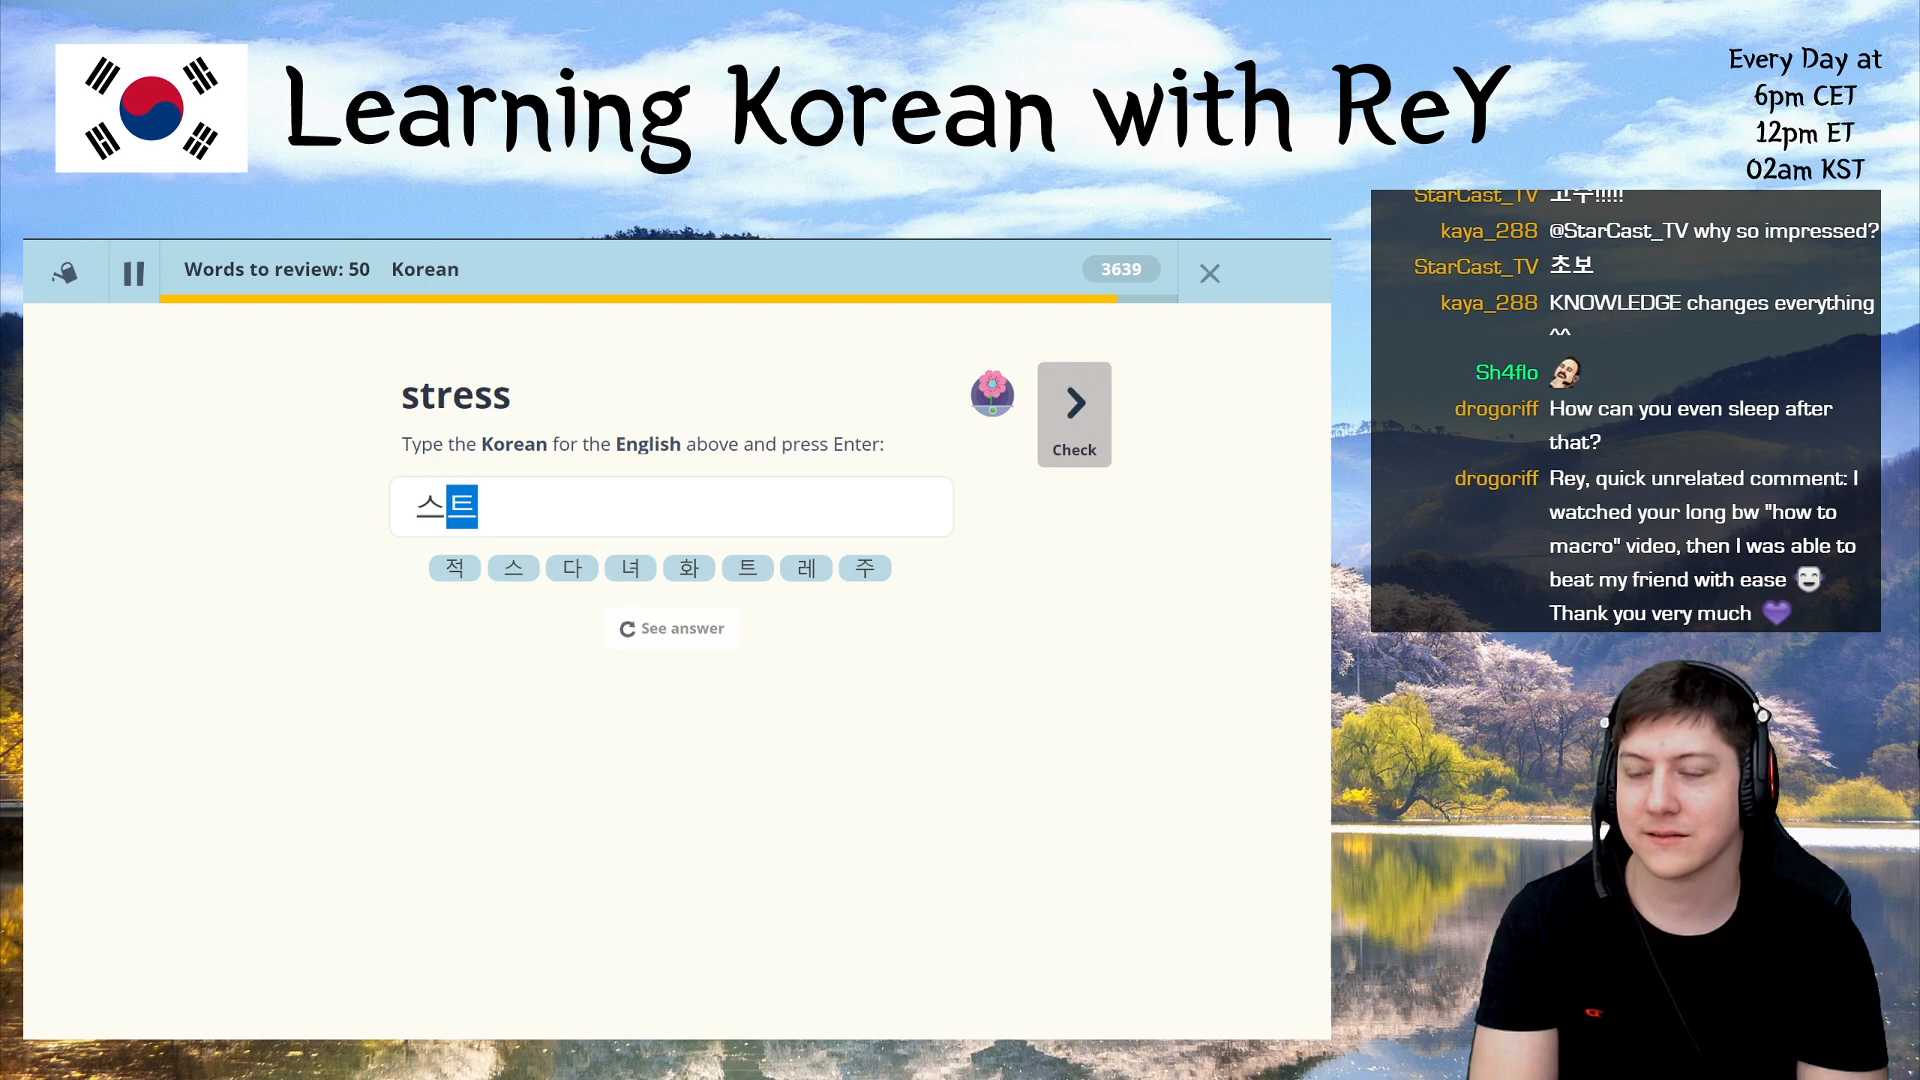 Learning Korean with ReY
Every Day at
6pm CET
12pm ET
02am KST
Words to review: 50 Korean
3639
stress
Type the Korean for the English above and press Enter:
Check
스트
적 스 다 녀 화 트 레 주
See answer
StarCast_TV 고수!!!!!
kaya_288 @StarCast_TV why so impressed?
StarCast_TV 초보
kaya_288 KNOWLEDGE changes everything
^^
Sh4flo
drogoriff How can you even sleep after
that?
drogoriff Rey, quick unrelated comment: I
watched your long bw "how to
macro" video, then I was able to
beat my friend with ease
Thank you very much